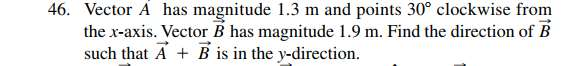 46. Vector A⃗ has magnitude 1.3 m and points 30° clockwise from
the x-axis. Vector B⃗ has magnitude 1.9 m. Find the direction of B⃗
such that A⃗ + B⃗ is in the y-direction.